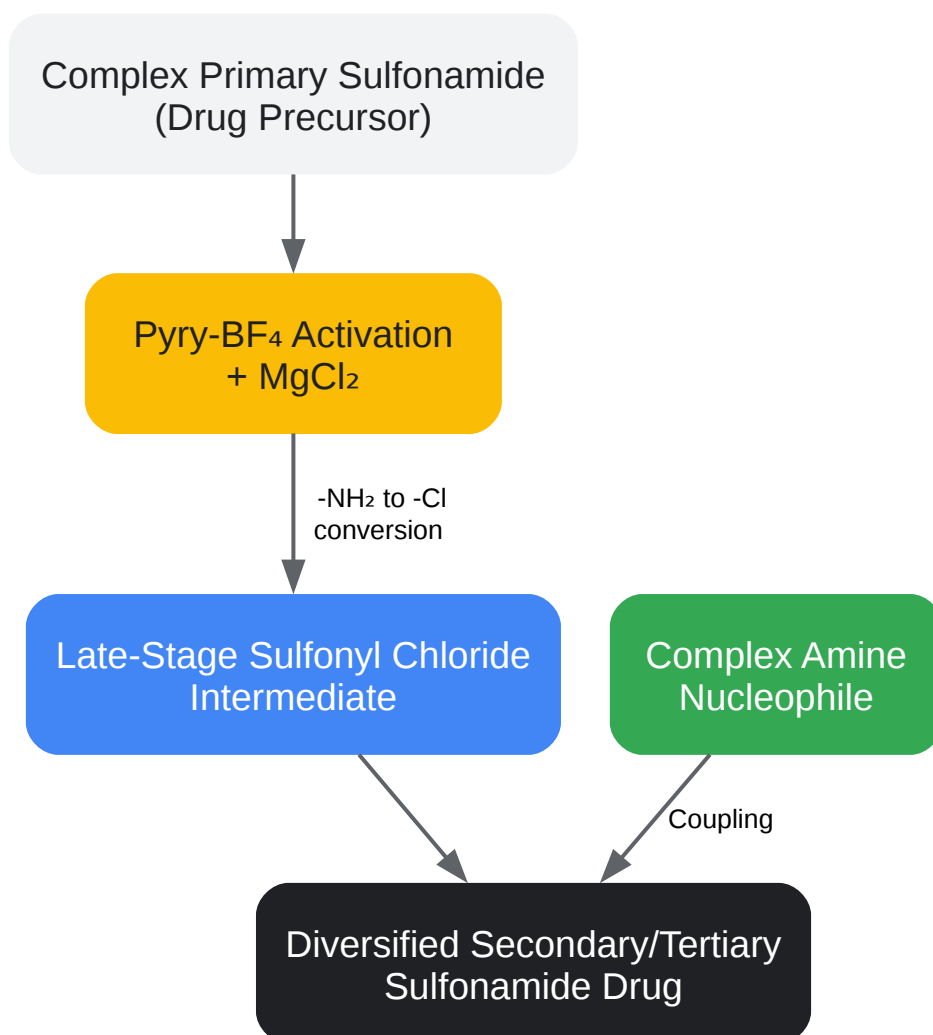 Complex Primary Sulfonamide
(Drug Precursor)
Pyry-BF₄ Activation
+ MgCl₂
-NH₂ to -Cl
conversion
Late-Stage Sulfonyl Chloride
Intermediate
Complex Amine
Nucleophile
Coupling
Diversified Secondary/Tertiary
Sulfonamide Drug